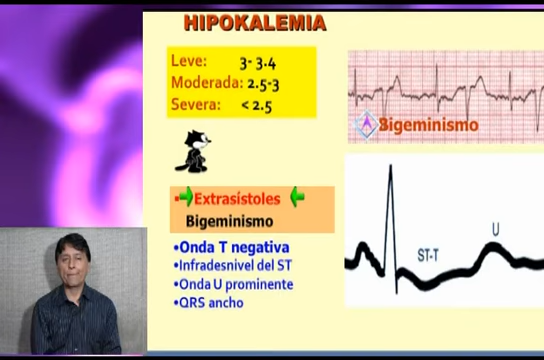 HIPOKALEMIA
Leve: 3- 3.4
Moderada: 2.5-3
Severa: < 2.5
Bigeminismo
•Extrasístoles
Bigeminismo
•Onda T negativa
•Infradesnivel del ST
•Onda U prominente
•QRS ancho
ST-T
U